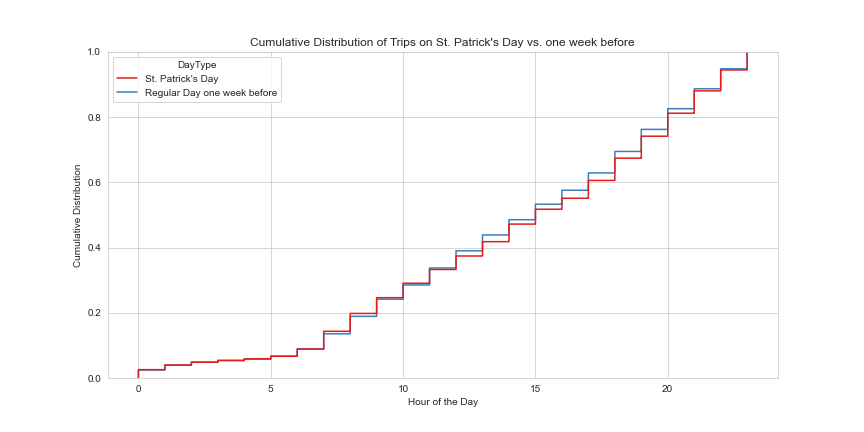 Cumulative Distribution of Trips on St. Patrick's Day vs. one week before
1.0
0.8
0.6
0.4
0.2
0.0
Cumulative Distribution
DayType
St. Patrick's Day
Regular Day one week before
0 5 10 15 20
Hour of the Day